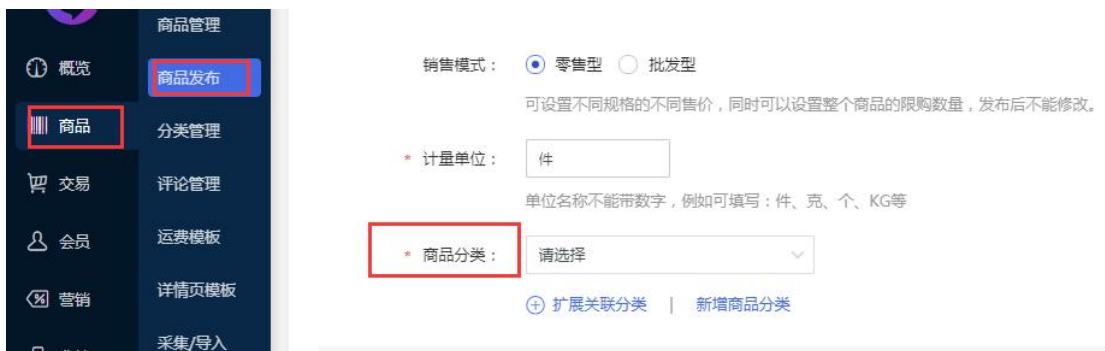 概览
商品
交易
会员
营销
商品管理
商品发布
分类管理
评论管理
运费模板
详情页模板
采集/导入
销售模式： 零售型 批发型
可设置不同规格的不同售价，同时可以设置整个商品的限购数量，发布后不能修改。
* 计量单位： 件
单位名称不能带数字，例如可填写：件、克、个、KG等
* 商品分类： 请选择
扩展关联分类 | 新增商品分类